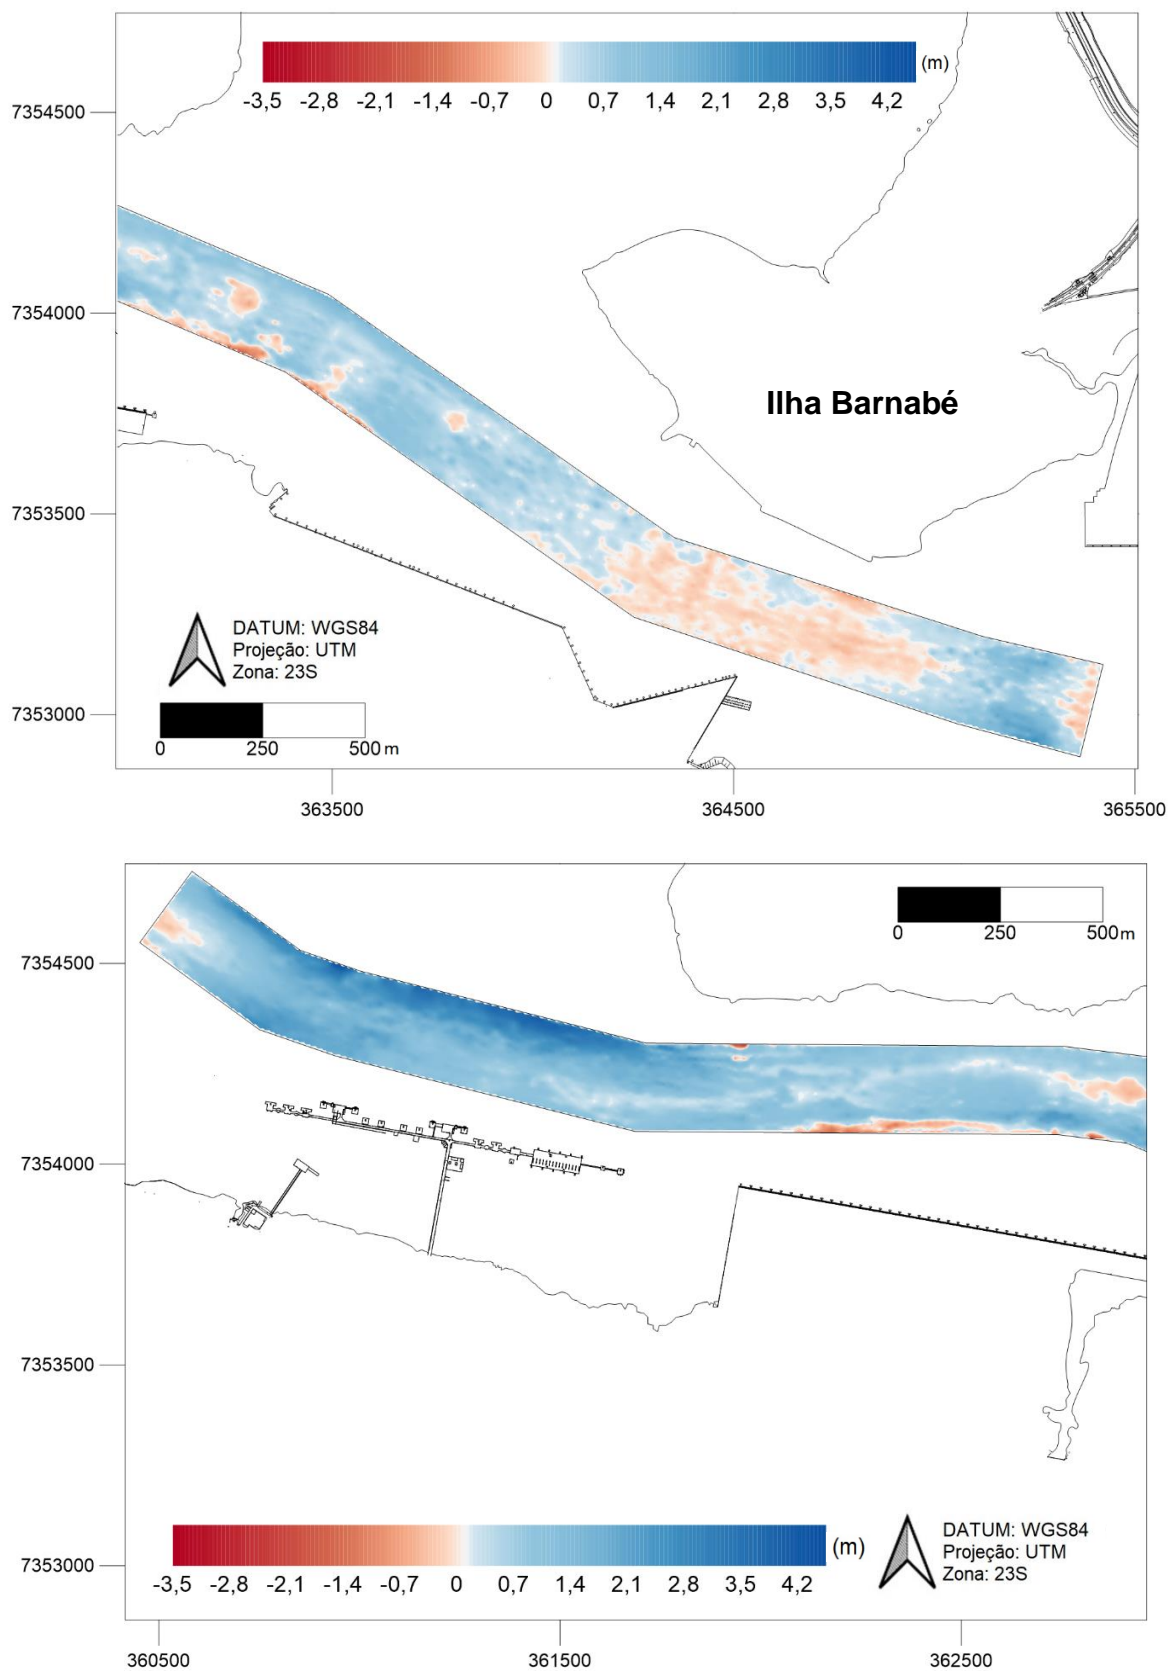 (m)
-3,5 -2,8 -2,1 -1,4 -0,7 0 0,7 1,4 2,1 2,8 3,5 4,2
7354500
7354000
Ilha Barnabé
7353500
DATUM: WGS84
Projeção: UTM
Zona: 23S
7353000
0 250 500 m
363500 364500 365500
0 250 500 m
7354500
7354000
7353500
(m)
DATUM: WGS84
Projeção: UTM
Zona: 23S
7353000
-3,5 -2,8 -2,1 -1,4 -0,7 0 0,7 1,4 2,1 2,8 3,5 4,2
360500 361500 362500